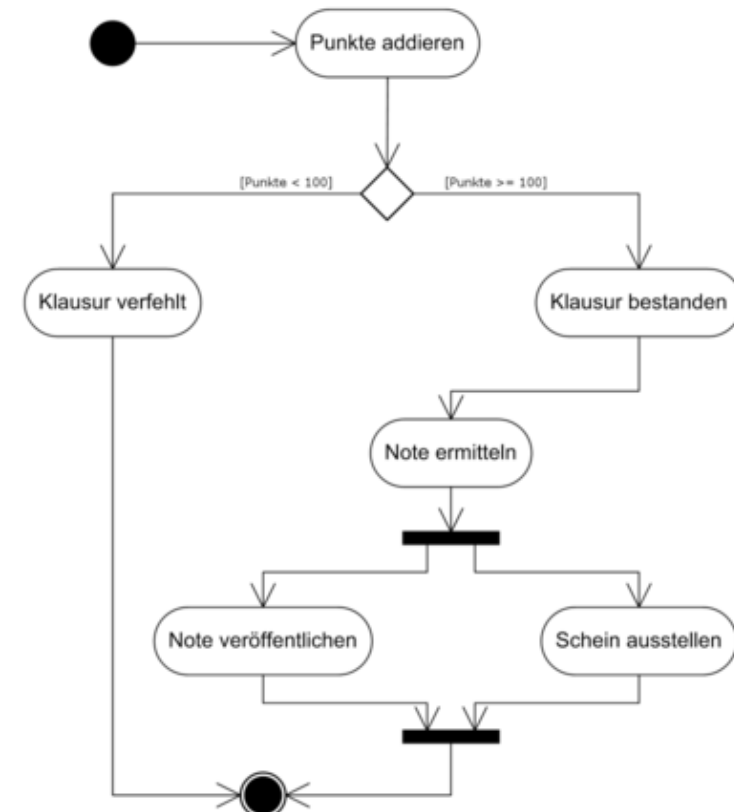 Punkte addieren
[Punkte < 100]
[Punkte >= 100]
Klausur verfehlt
Klausur bestanden
Note ermitteln
Note veröffentlichen
Schein ausstellen